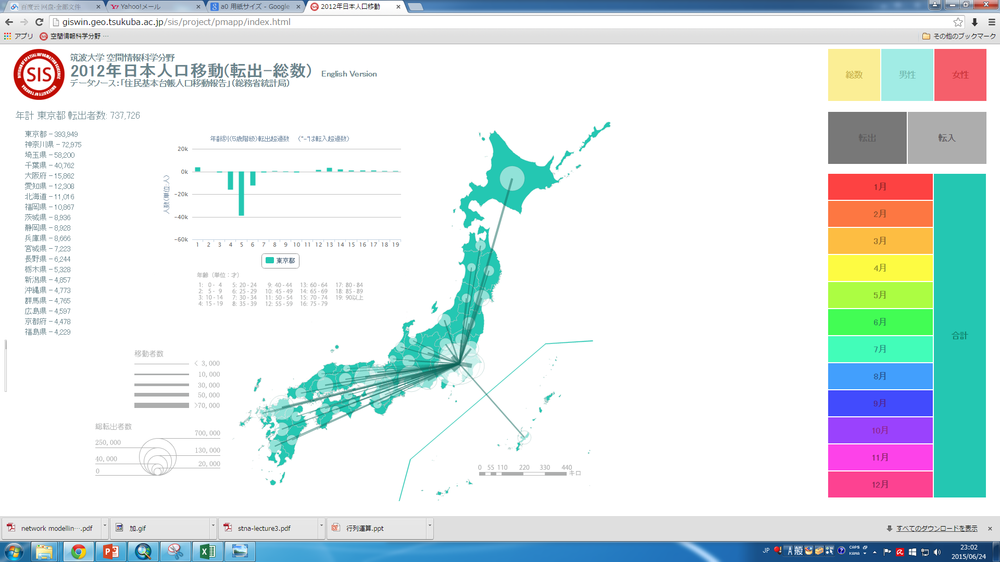 百度云 网盘-全部文件
Yahoo!メール
a0 用紙サイズ - Google
2012年日本人口移動
giswin.geo.tsukuba.ac.jp/sis/project/pmapp/index.html
アプリ
空間情報科学分野 …
その他のブックマーク
DIVISION OF SPATIAL INFORMATION SCIENCE
SIS
UNIVERSITY OF TSUKUBA
筑波大学 空間情報科学分野
2012年日本人口移動(転出-総数)
English Version
データソース:「住民基本台帳人口移動報告」(総務省統計局)
総数
男性
女性
転出
転入
年計 東京都 転出者数: 737,726
東京都 - 393,949
神奈川県 - 72,975
埼玉県 - 58,200
千葉県 - 40,762
大阪府 - 15,862
愛知県 - 12,308
北海道 - 11,016
福岡県 - 10,867
茨城県 - 8,936
静岡県 - 8,928
兵庫県 - 8,666
宮城県 - 7,223
長野県 - 6,244
栃木県 - 5,328
新潟県 - 4,857
沖縄県 - 4,773
群馬県 - 4,765
広島県 - 4,597
京都府 - 4,478
福島県 - 4,229
年齢別(5歳階級)転出超過数 ("-"は転入超過数)
人数(単位:人)
20k
0k
-20k
-40k
-60k
1 2 3 4 5 6 7 8 9 10 11 12 13 14 15 16 17 18 19
東京都
年齢（単位：才）
1: 0 - 4 5: 20 - 24 9: 40 - 44 13: 60 - 64 17: 80 - 84
2: 5 - 9 6: 25 - 29 10: 45 - 49 14: 65 - 69 18: 85 - 89
3: 10 - 14 7: 30 - 34 11: 50 - 54 15: 70 - 74 19: 90以上
4: 15 - 19 8: 35 - 39 12: 55 - 59 16: 75 - 79
移動者数
< 3,000
10,000
30,000
50,000
>70,000
総転出者数
700,000
250,000
130,000
40,000
20,000
0
0 55 110 220 330 440
キロ
1月
2月
3月
4月
5月
6月
7月
8月
9月
10月
11月
12月
合計
network modellin….pdf
加.gif
stna-lecture3.pdf
行列運算.ppt
すべてのダウンロードを表示
JP
A般
CAPS
KANA
23:02
2015/06/24